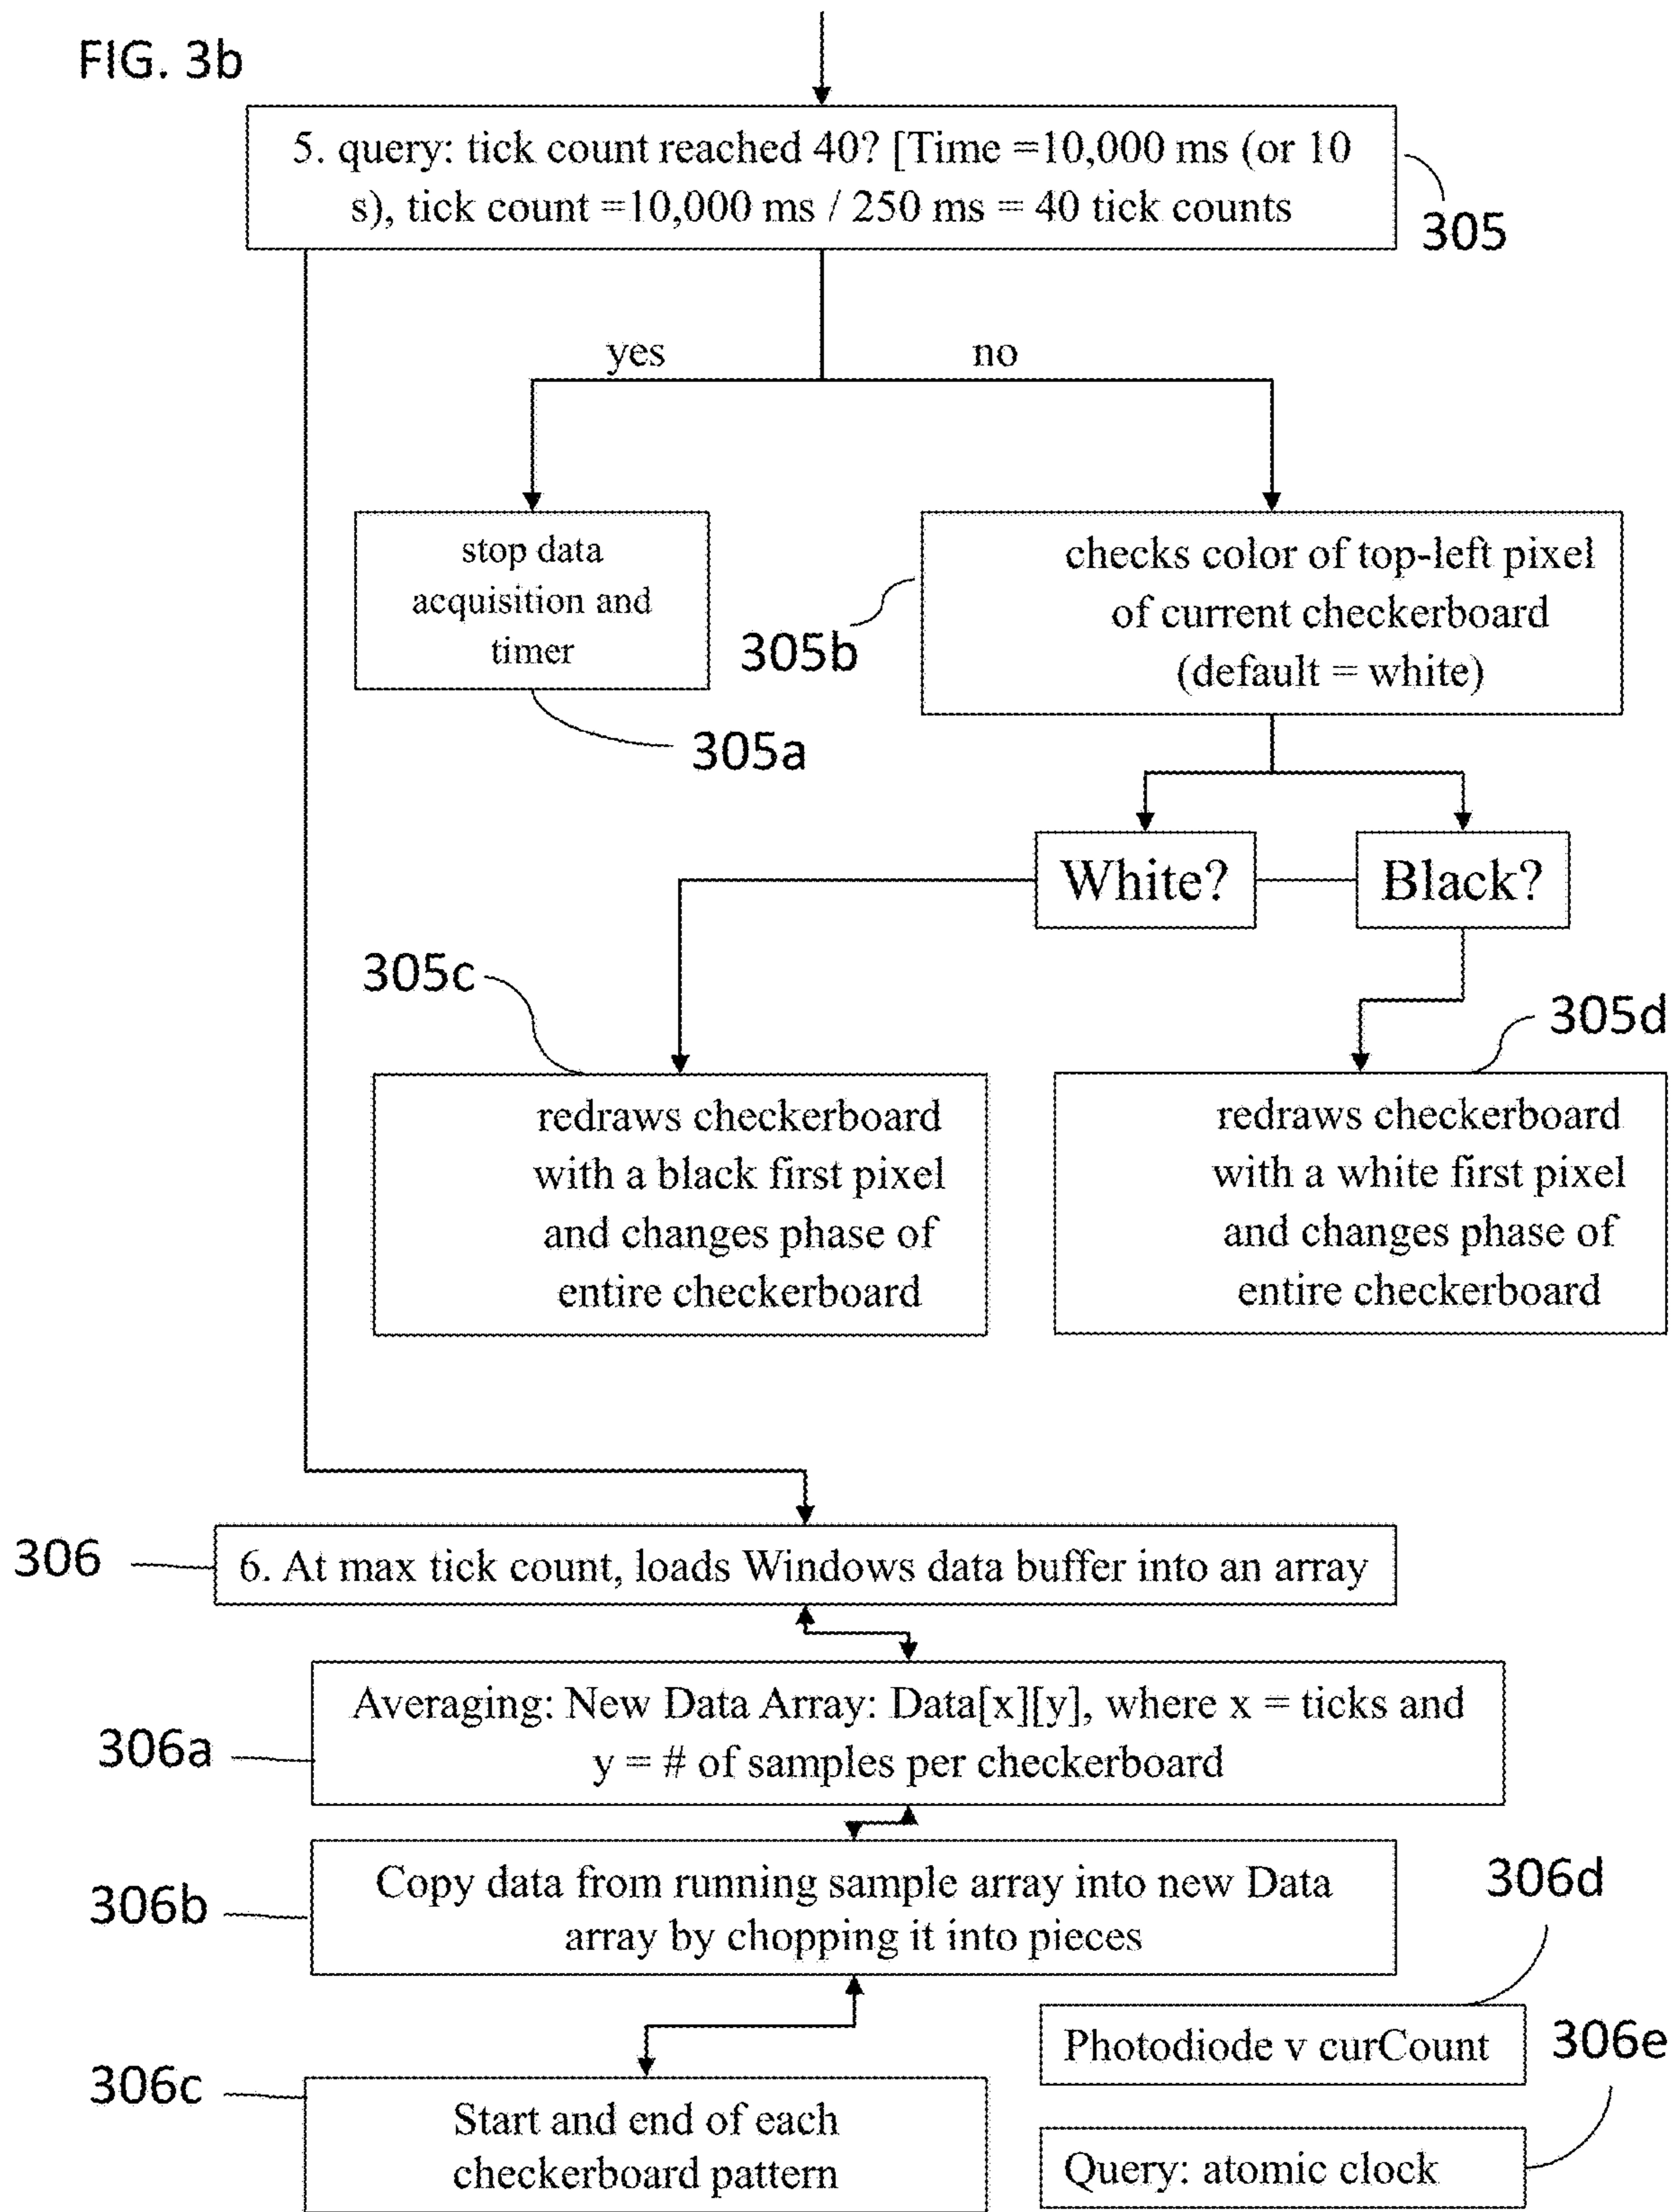 FIG. 3b
5. query: tick count reached 40? [Time =10,000 ms (or 10
s), tick count =10,000 ms / 250 ms = 40 tick counts
305
yes
no
stop data
acquisition and
timer
305a
checks color of top-left pixel
of current checkerboard
(default = white)
305b
White?
Black?
305c
305d
redraws checkerboard
with a black first pixel
and changes phase of
entire checkerboard
redraws checkerboard
with a white first pixel
and changes phase of
entire checkerboard
306
6. At max tick count, loads Windows data buffer into an array
306a
Averaging: New Data Array: Data[x][y], where x = ticks and
y = # of samples per checkerboard
306b
Copy data from running sample array into new Data
array by chopping it into pieces
306d
Photodiode v curCount
306e
306c
Start and end of each
checkerboard pattern
Query: atomic clock